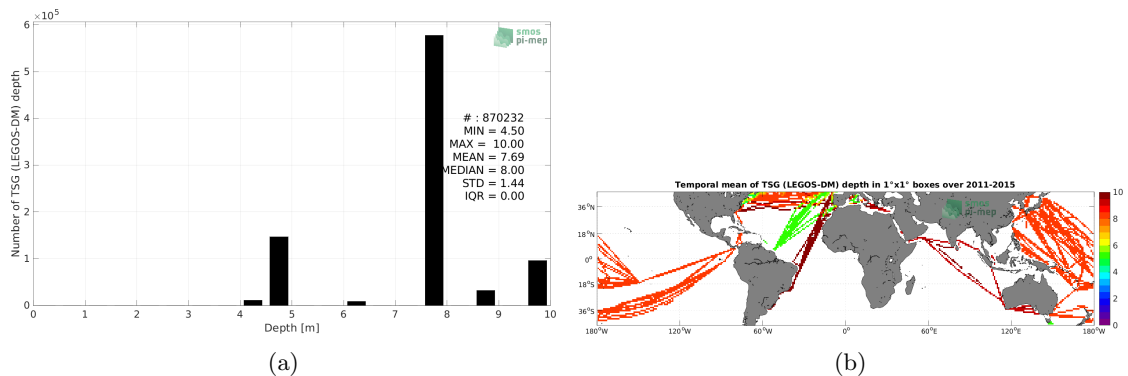 ×10⁵
6
5
4
3
2
1
0
Number of TSG (LEGOS-DM) depth
smos
pi-mep
# : 870232
MIN = 4.50
MAX = 10.00
MEAN = 7.69
MEDIAN = 8.00
STD = 1.44
IQR = 0.00
0 1 2 3 4 5 6 7 8 9 10
Depth [m]
(a)
Temporal mean of TSG (LEGOS-DM) depth in 1°x1° boxes over 2011-2015
smos
pi-mep
36°N
18°N
0°
18°S
36°S
180°W 120°W 60°W 0° 60°E 120°E 180°W
10
8
6
4
2
0
(b)